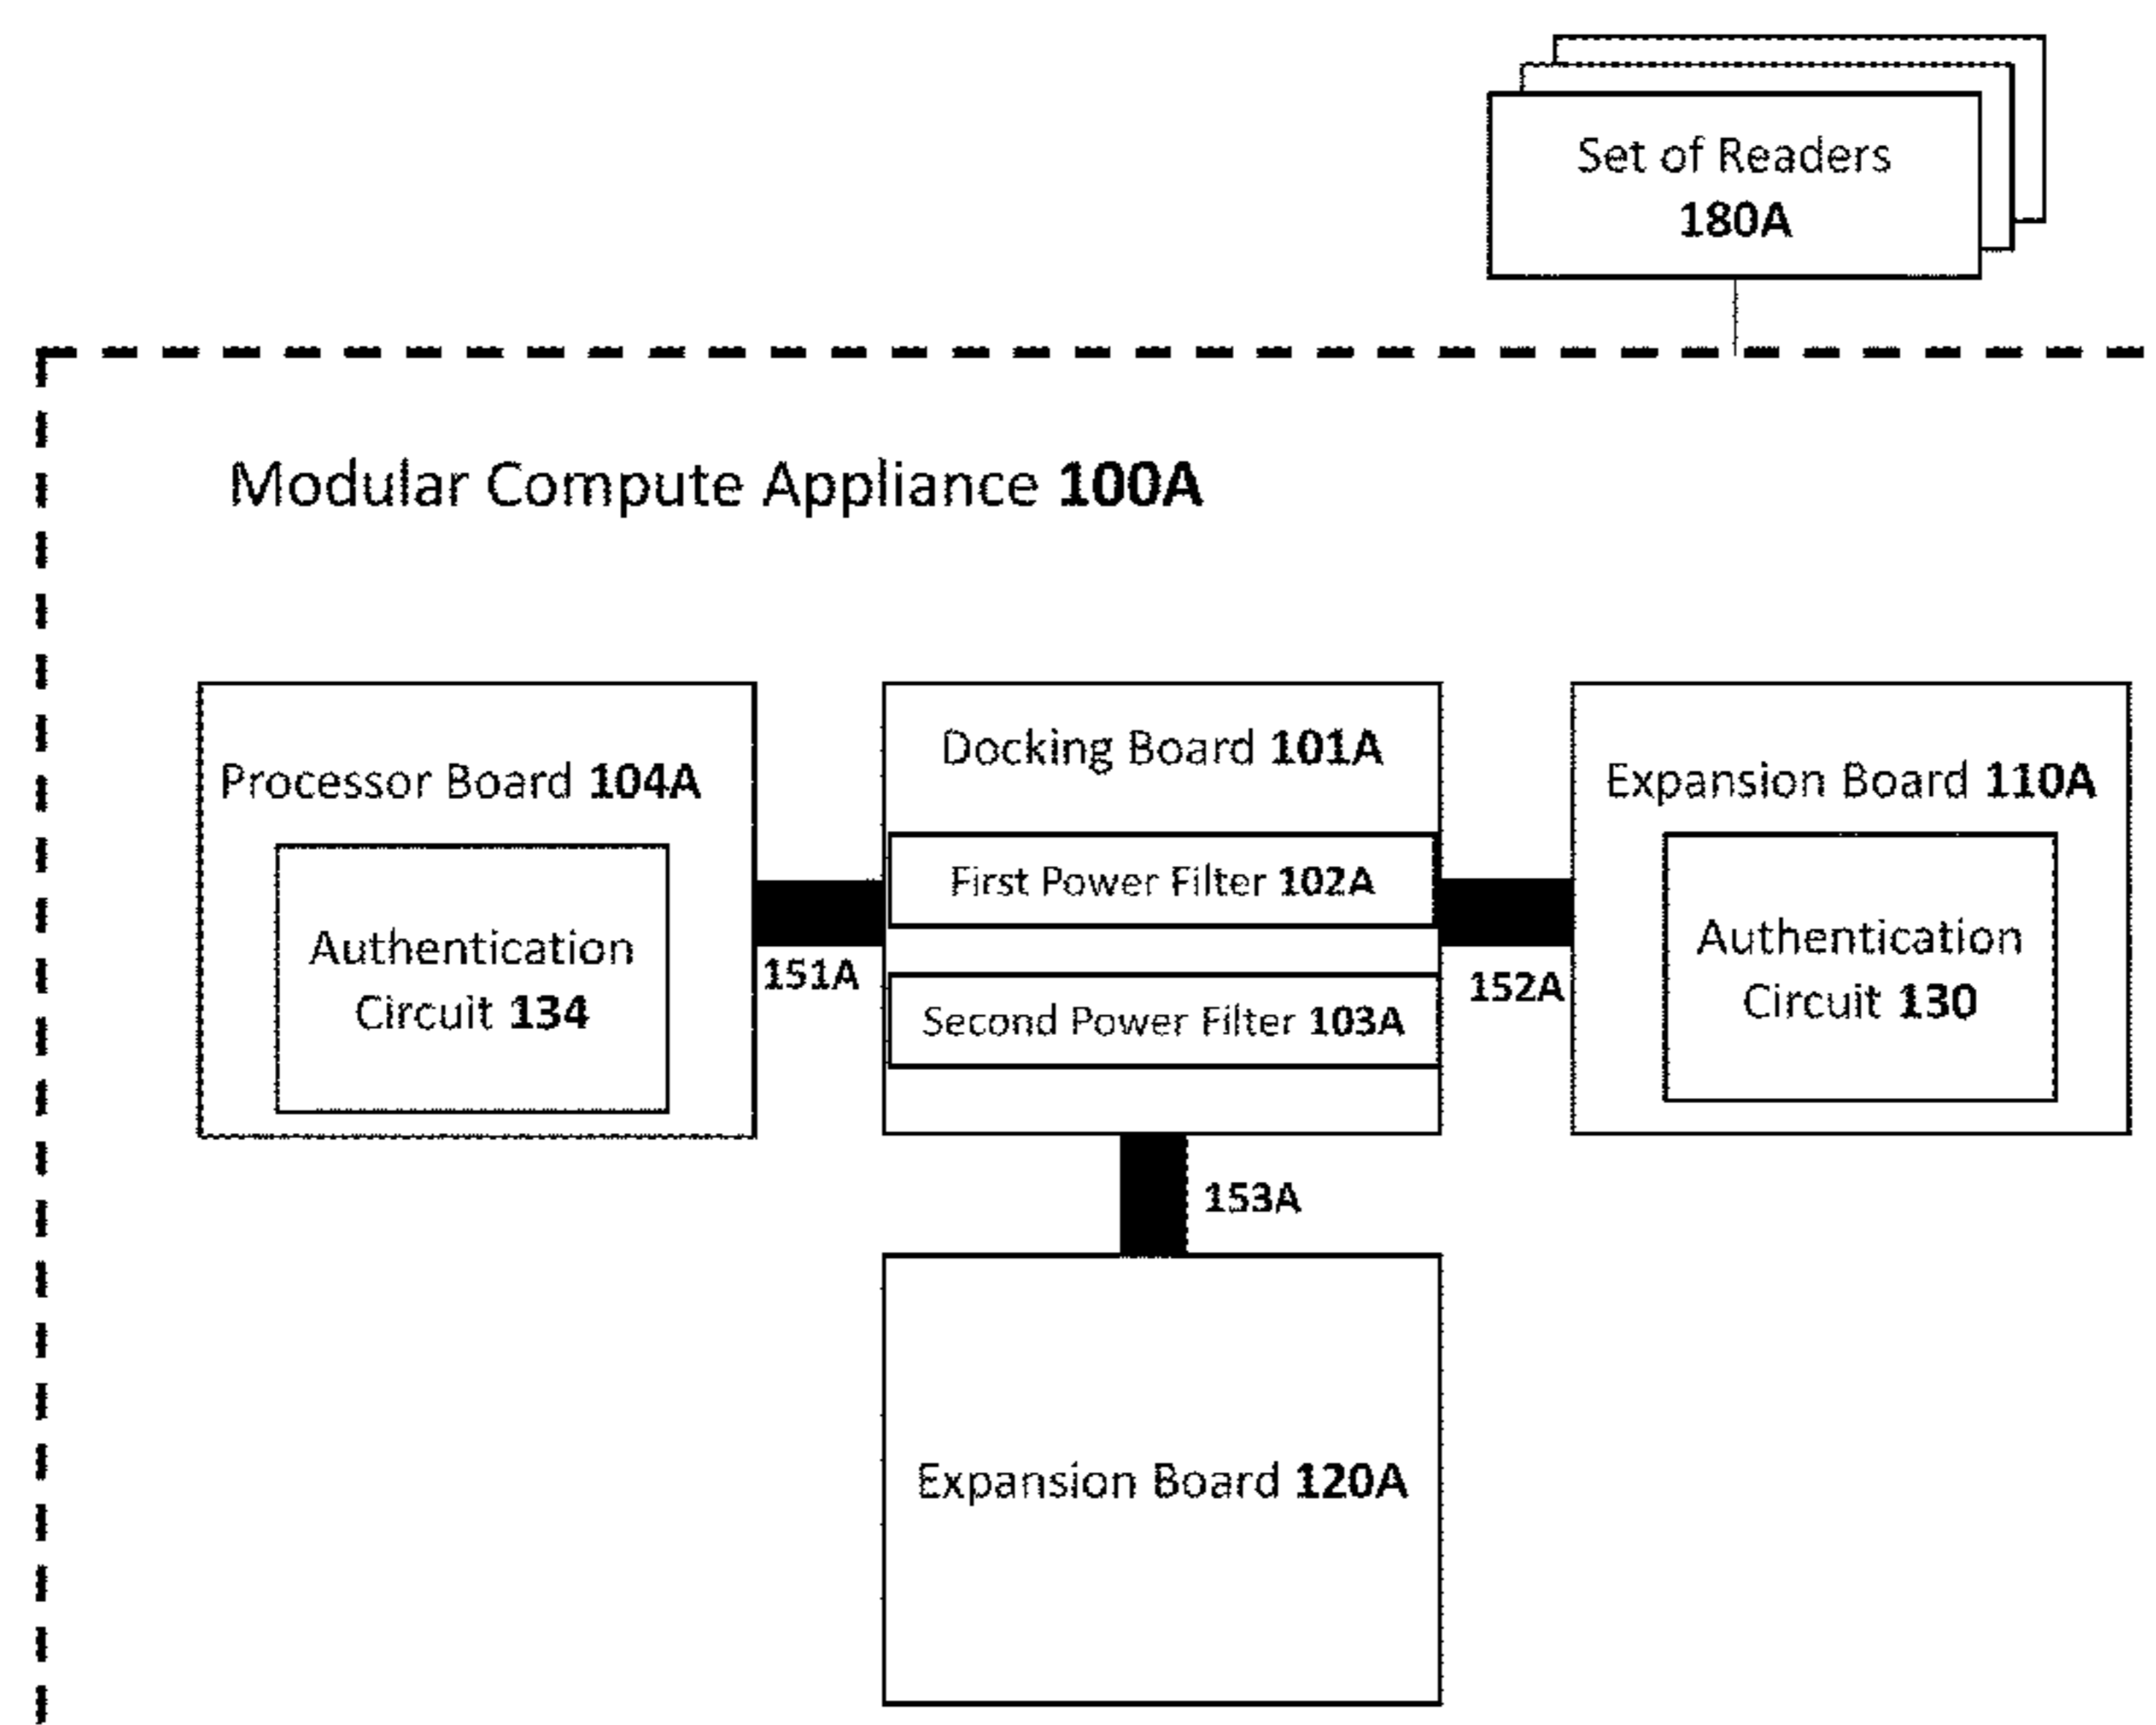 Set of Readers
180A
Modular Compute Appliance 100A
Processor Board 104A
Authentication
Circuit 134
151A
Docking Board 101A
First Power Filter 102A
Second Power Filter 103A
152A
Expansion Board 110A
Authentication
Circuit 130
153A
Expansion Board 120A